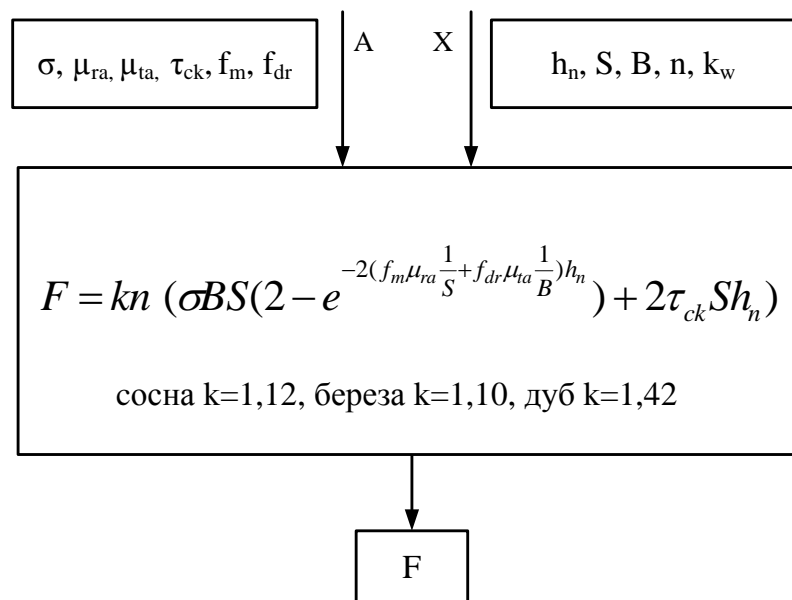 σ, μra, μta, τck, fm, fdr
A
X
hn, S, B, n, kw
F = kn (σBS(2 − e^−2(fm μra 1/S + fdr μta 1/B)hn) + 2τck Shn)
сосна k=1,12, береза k=1,10, дуб k=1,42
F